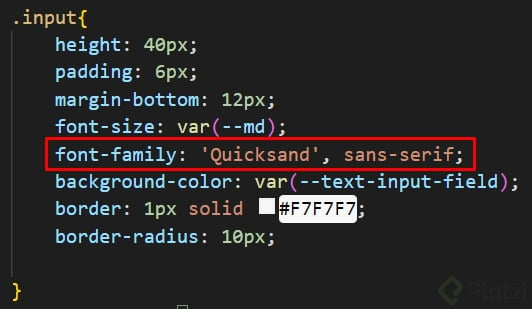 .input{
    height: 40px;
    padding: 6px;
    margin-bottom: 12px;
    font-size: var(--md);
    font-family: 'Quicksand', sans-serif;
    background-color: var(--text-input-field);
    border: 1px solid #F7F7F7;
    border-radius: 10px;
}
Platzi